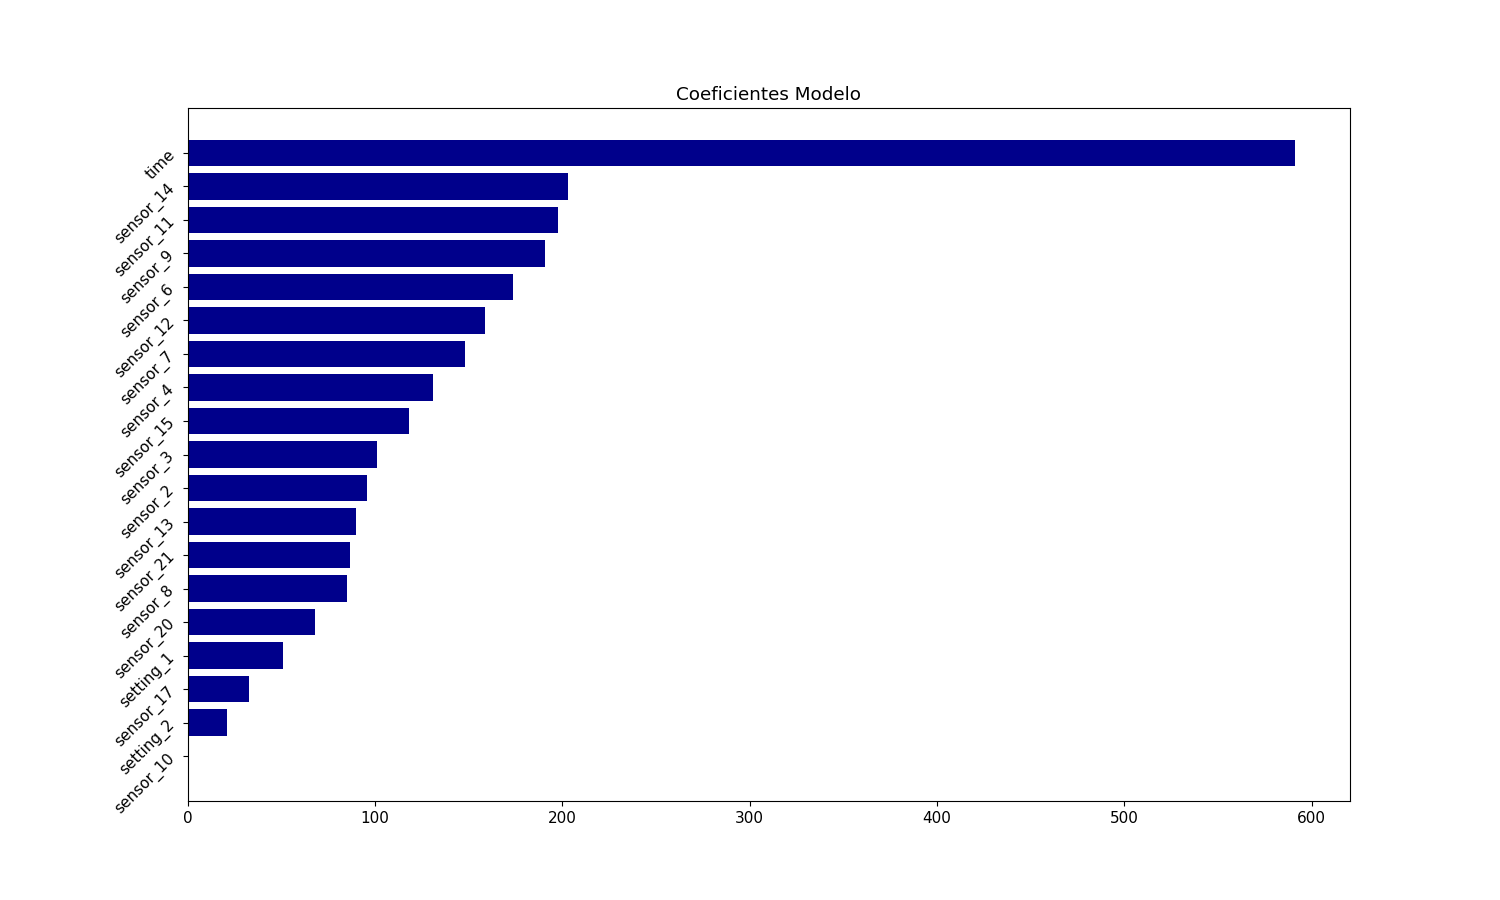 Coeficientes Modelo
time
sensor_14
sensor_11
sensor_9
sensor_6
sensor_12
sensor_7
sensor_4
sensor_15
sensor_3
sensor_2
sensor_13
sensor_21
sensor_8
sensor_20
setting_1
sensor_17
setting_2
sensor_10
0 100 200 300 400 500 600